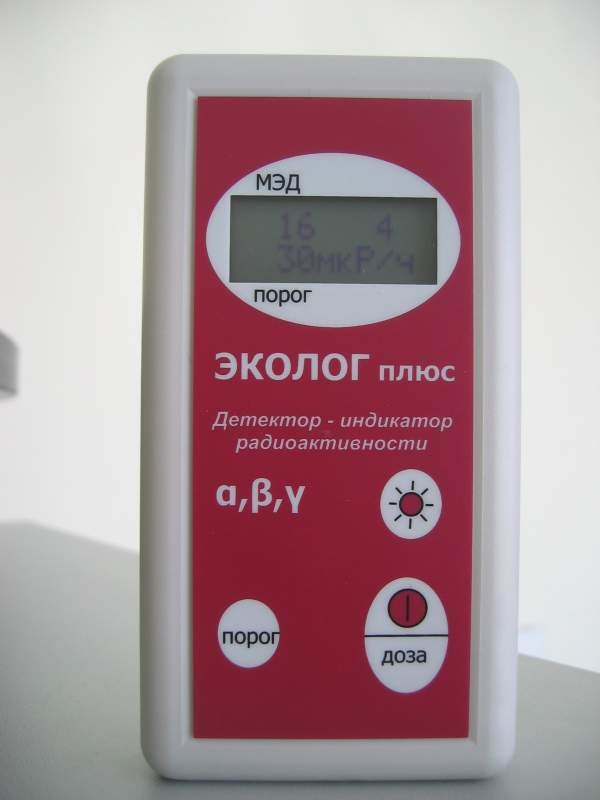 МЭД
16 4
30мкР/ч
порог
ЭКОЛОГ плюс
Детектор - индикатор
радиоактивности
α,β,γ
порог
доза